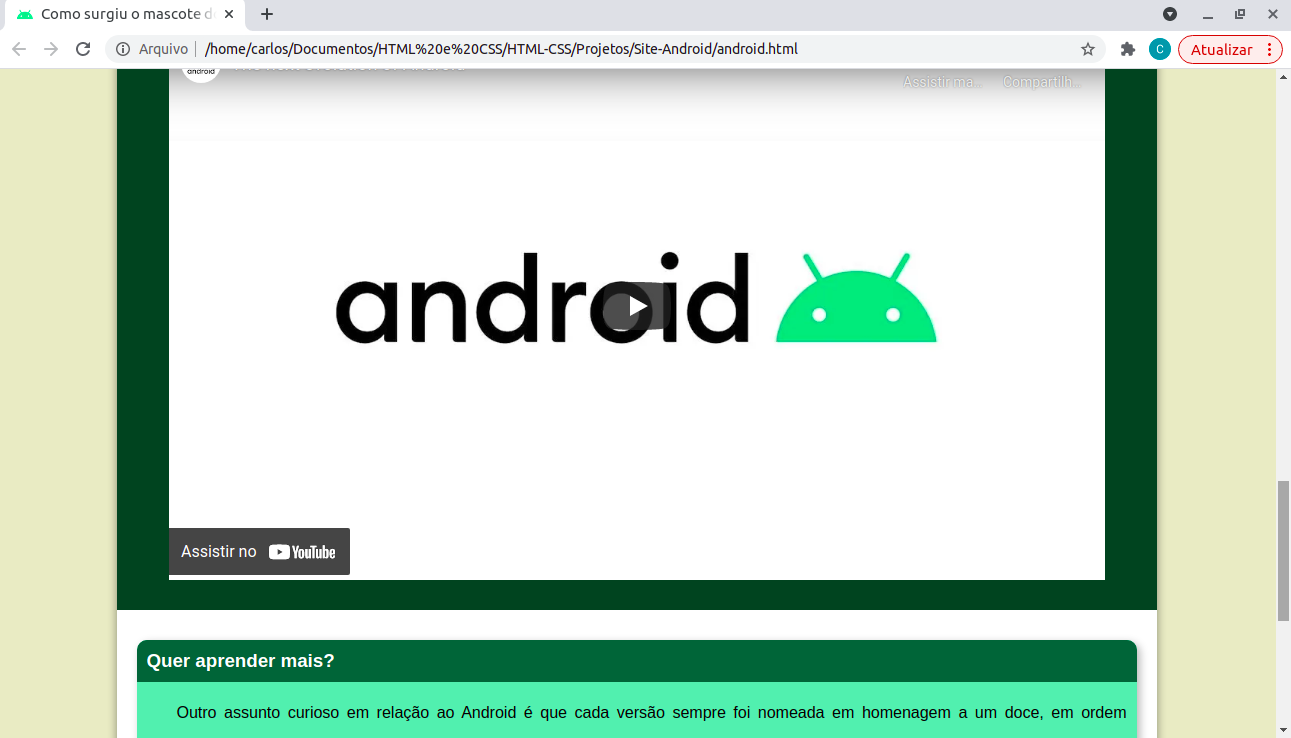 Como surgiu o mascote d
Arquivo
/home/carlos/Documentos/HTML%20e%20CSS/HTML-CSS/Projetos/Site-Android/android.html
C
Atualizar
android
Assistir ma...
Compartilh...
android
Assistir no YouTube
Quer aprender mais?
Outro assunto curioso em relação ao Android é que cada versão sempre foi nomeada em homenagem a um doce, em ordem